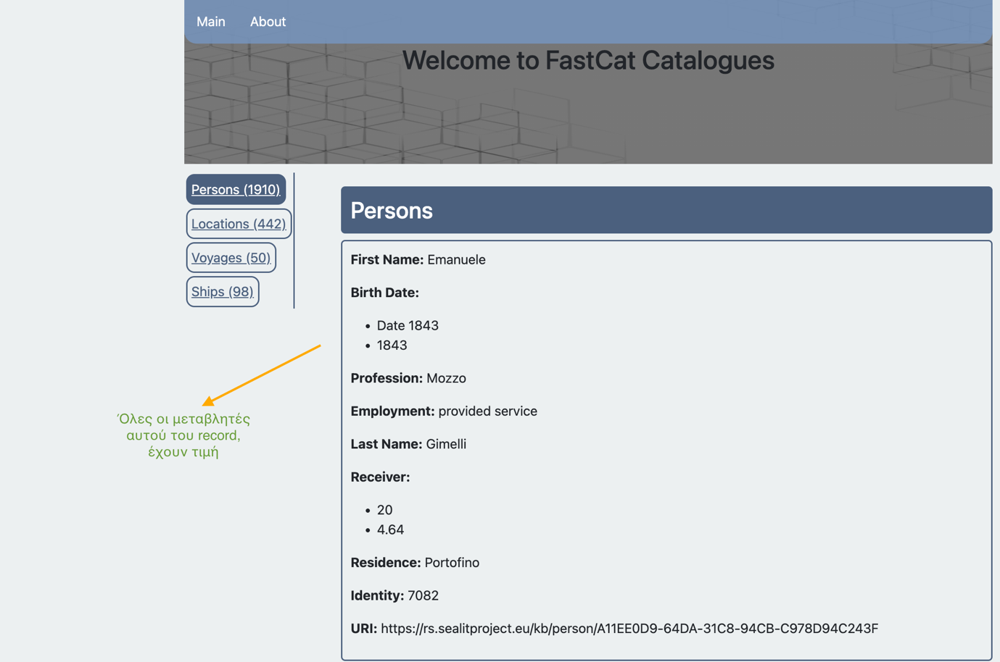 Main About
Welcome to FastCat Catalogues
Persons (1910)
Locations (442)
Voyages (50)
Ships (98)
Όλες οι μεταβλητές
αυτού του record,
έχουν τιμή
Persons
First Name: Emanuele
Birth Date:
• Date 1843
• 1843
Profession: Mozzo
Employment: provided service
Last Name: Gimelli
Receiver:
• 20
• 4.64
Residence: Portofino
Identity: 7082
URI: https://rs.sealitproject.eu/kb/person/A11EE0D9-64DA-31C8-94CB-C978D94C243F